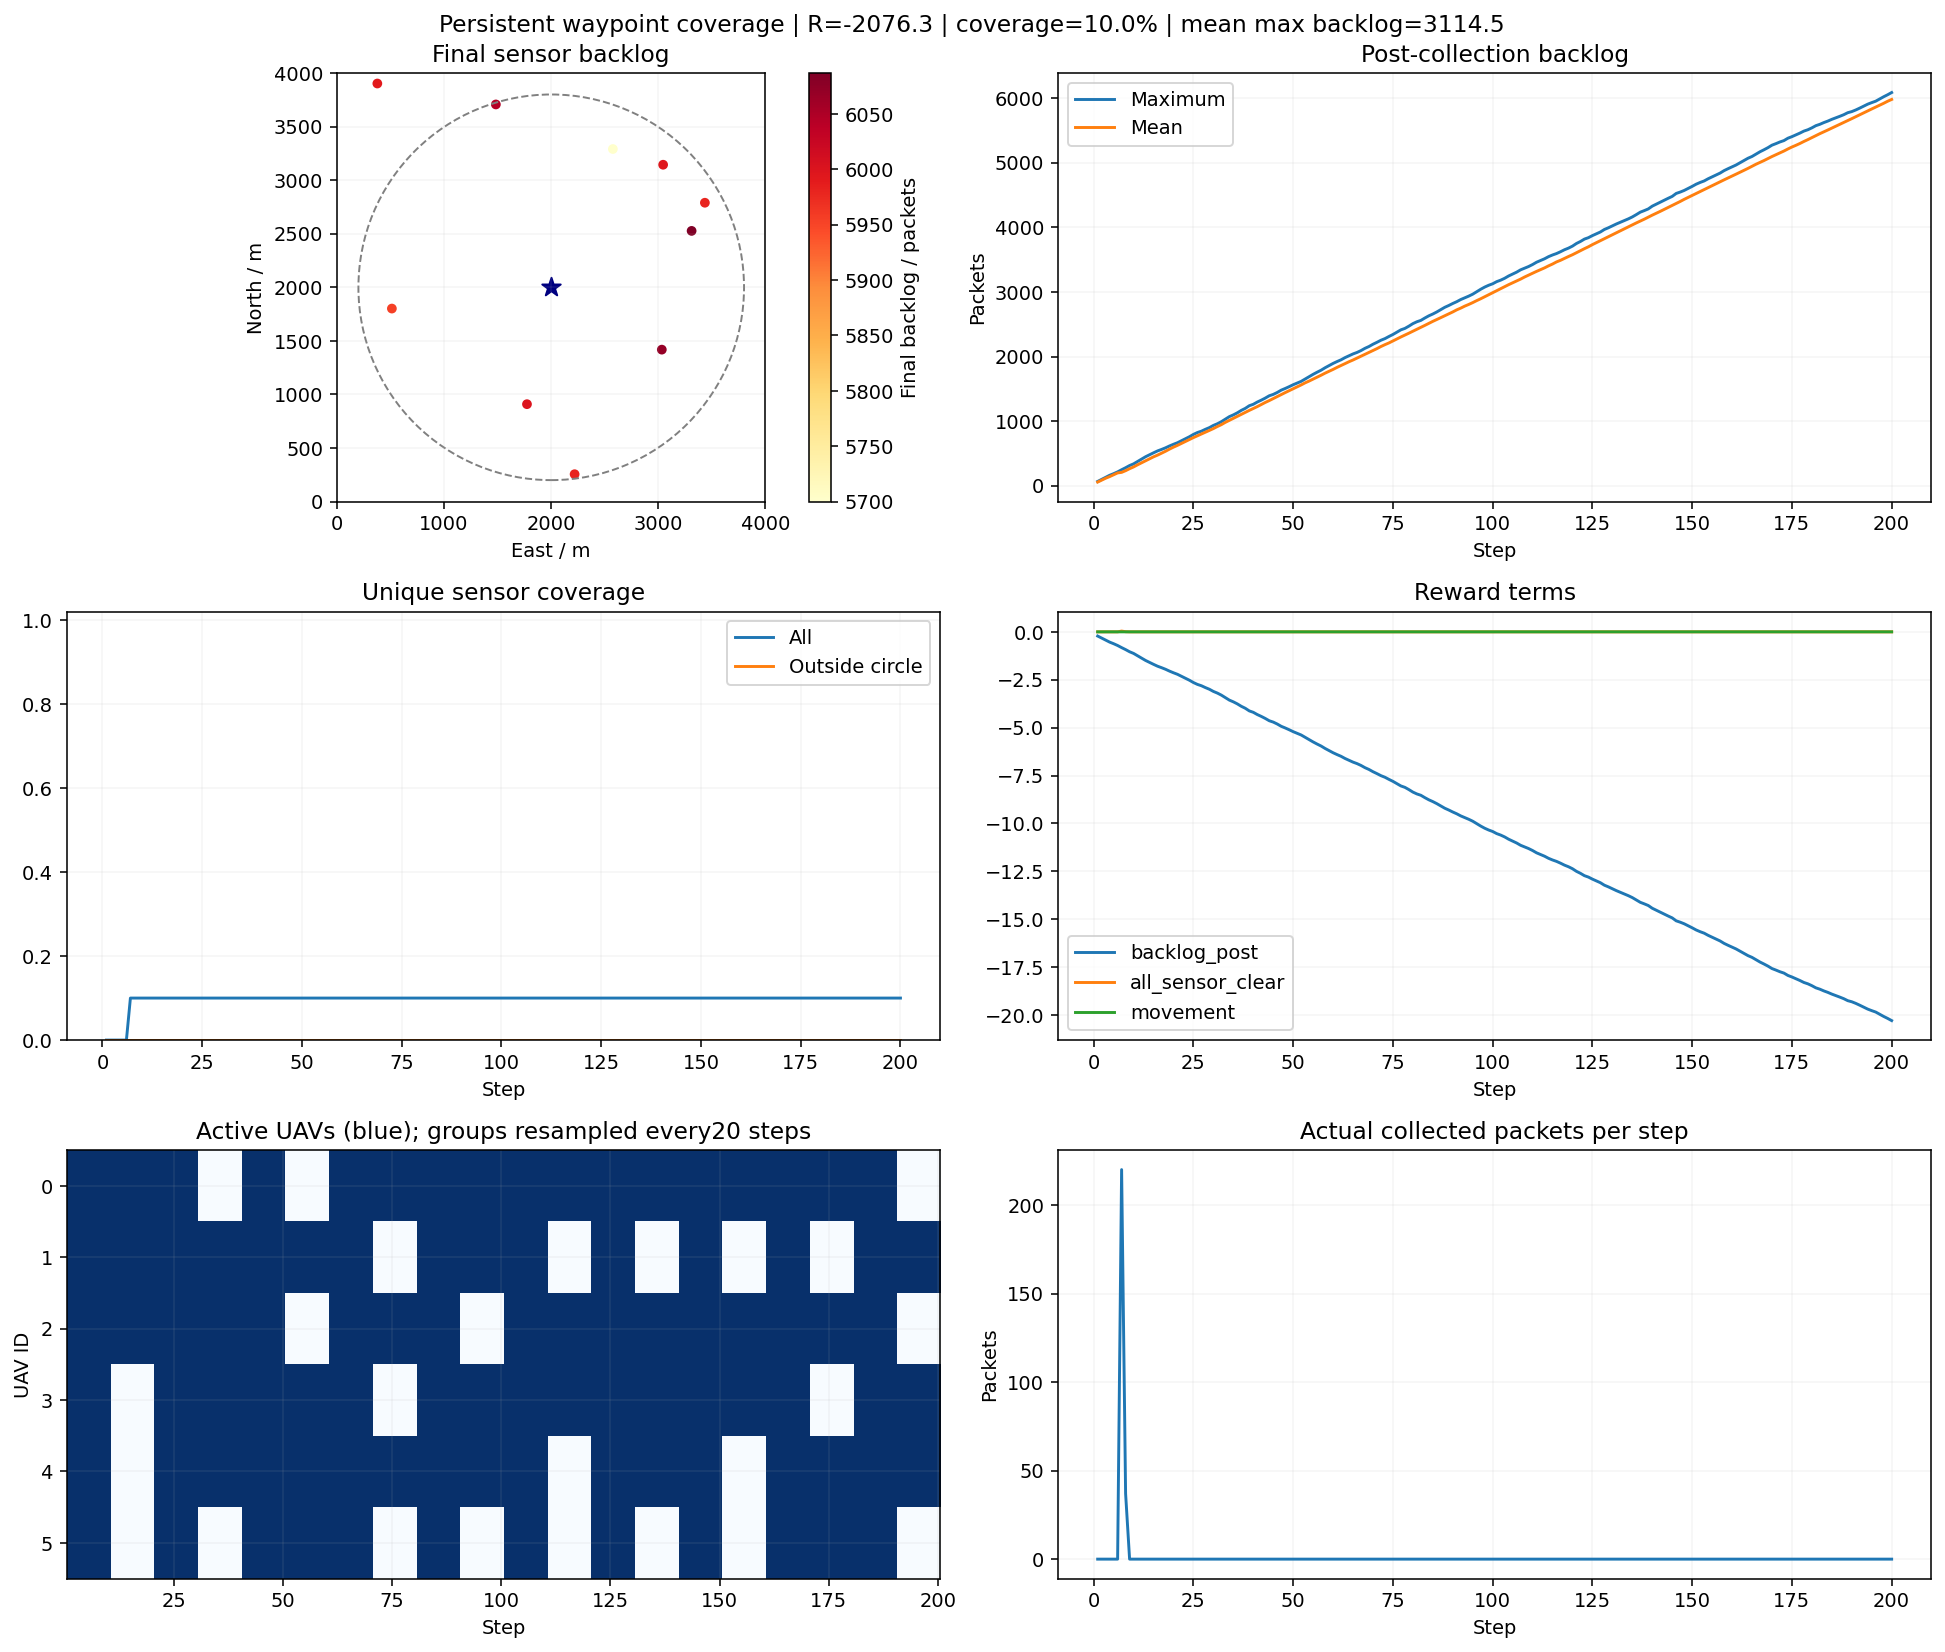 Persistent waypoint coverage | R=-2076.3 | coverage=10.0% | mean max backlog=3114.5
Final sensor backlog
4000
3500
3000
2500
2000
1500
1000
500
0
North / m
0 1000 2000 3000 4000
East / m
6050
6000
5950
5900
5850
5800
5750
5700
Final backlog / packets
Post-collection backlog
Maximum
Mean
6000
5000
4000
3000
2000
1000
0
Packets
0 25 50 75 100 125 150 175 200
Step
Unique sensor coverage
All
Outside circle
1.0
0.8
0.6
0.4
0.2
0.0
0 25 50 75 100 125 150 175 200
Step
Reward terms
0.0
−2.5
−5.0
−7.5
−10.0
−12.5
−15.0
−17.5
−20.0
backlog_post
all_sensor_clear
movement
0 25 50 75 100 125 150 175 200
Step
Active UAVs (blue); groups resampled every20 steps
0
1
2
3
4
5
UAV ID
25 50 75 100 125 150 175 200
Step
Actual collected packets per step
200
150
100
50
0
Packets
0 25 50 75 100 125 150 175 200
Step